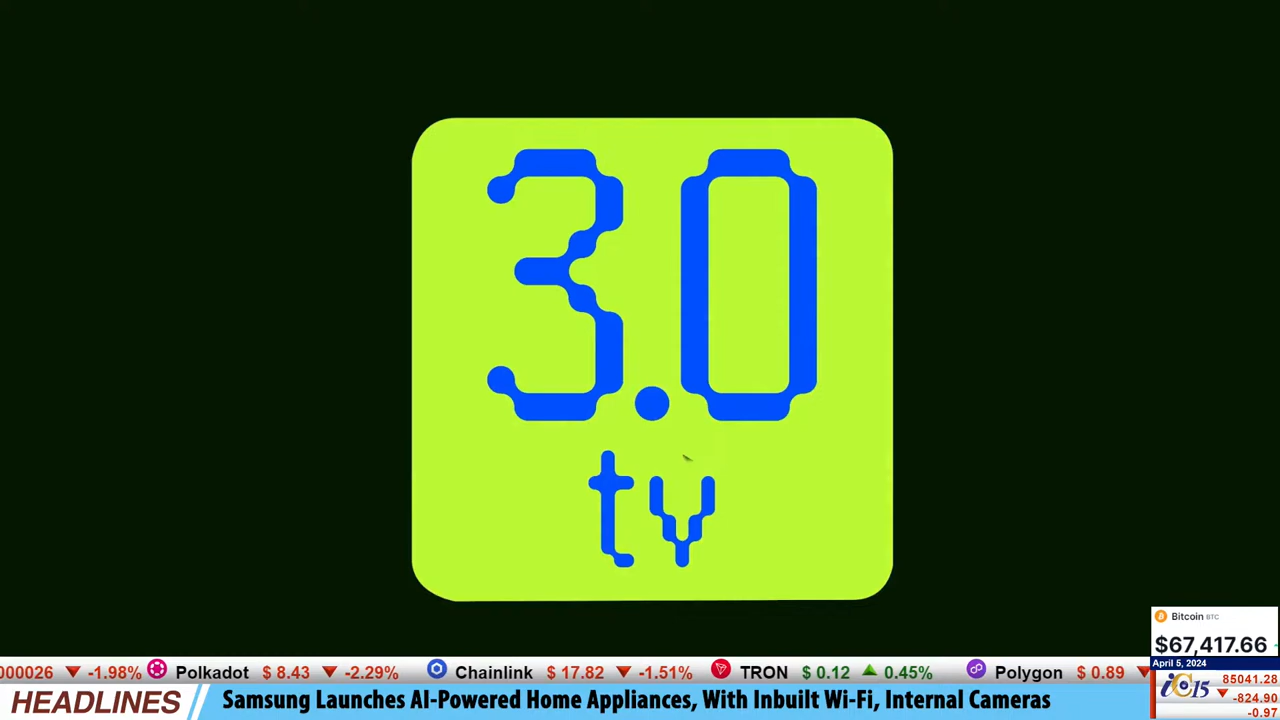 3.0
tv
Bitcoin BTC
$67,417.66
April 5, 2024
000026 -1.98% Polkadot $ 8.43 -2.29% Chainlink $ 17.82 -1.51% TRON $ 0.12 0.45% Polygon $ 0.89
iC15 85041.28
-824.90
-0.97
HEADLINES Samsung Launches AI-Powered Home Appliances, With Inbuilt Wi-Fi, Internal Cameras